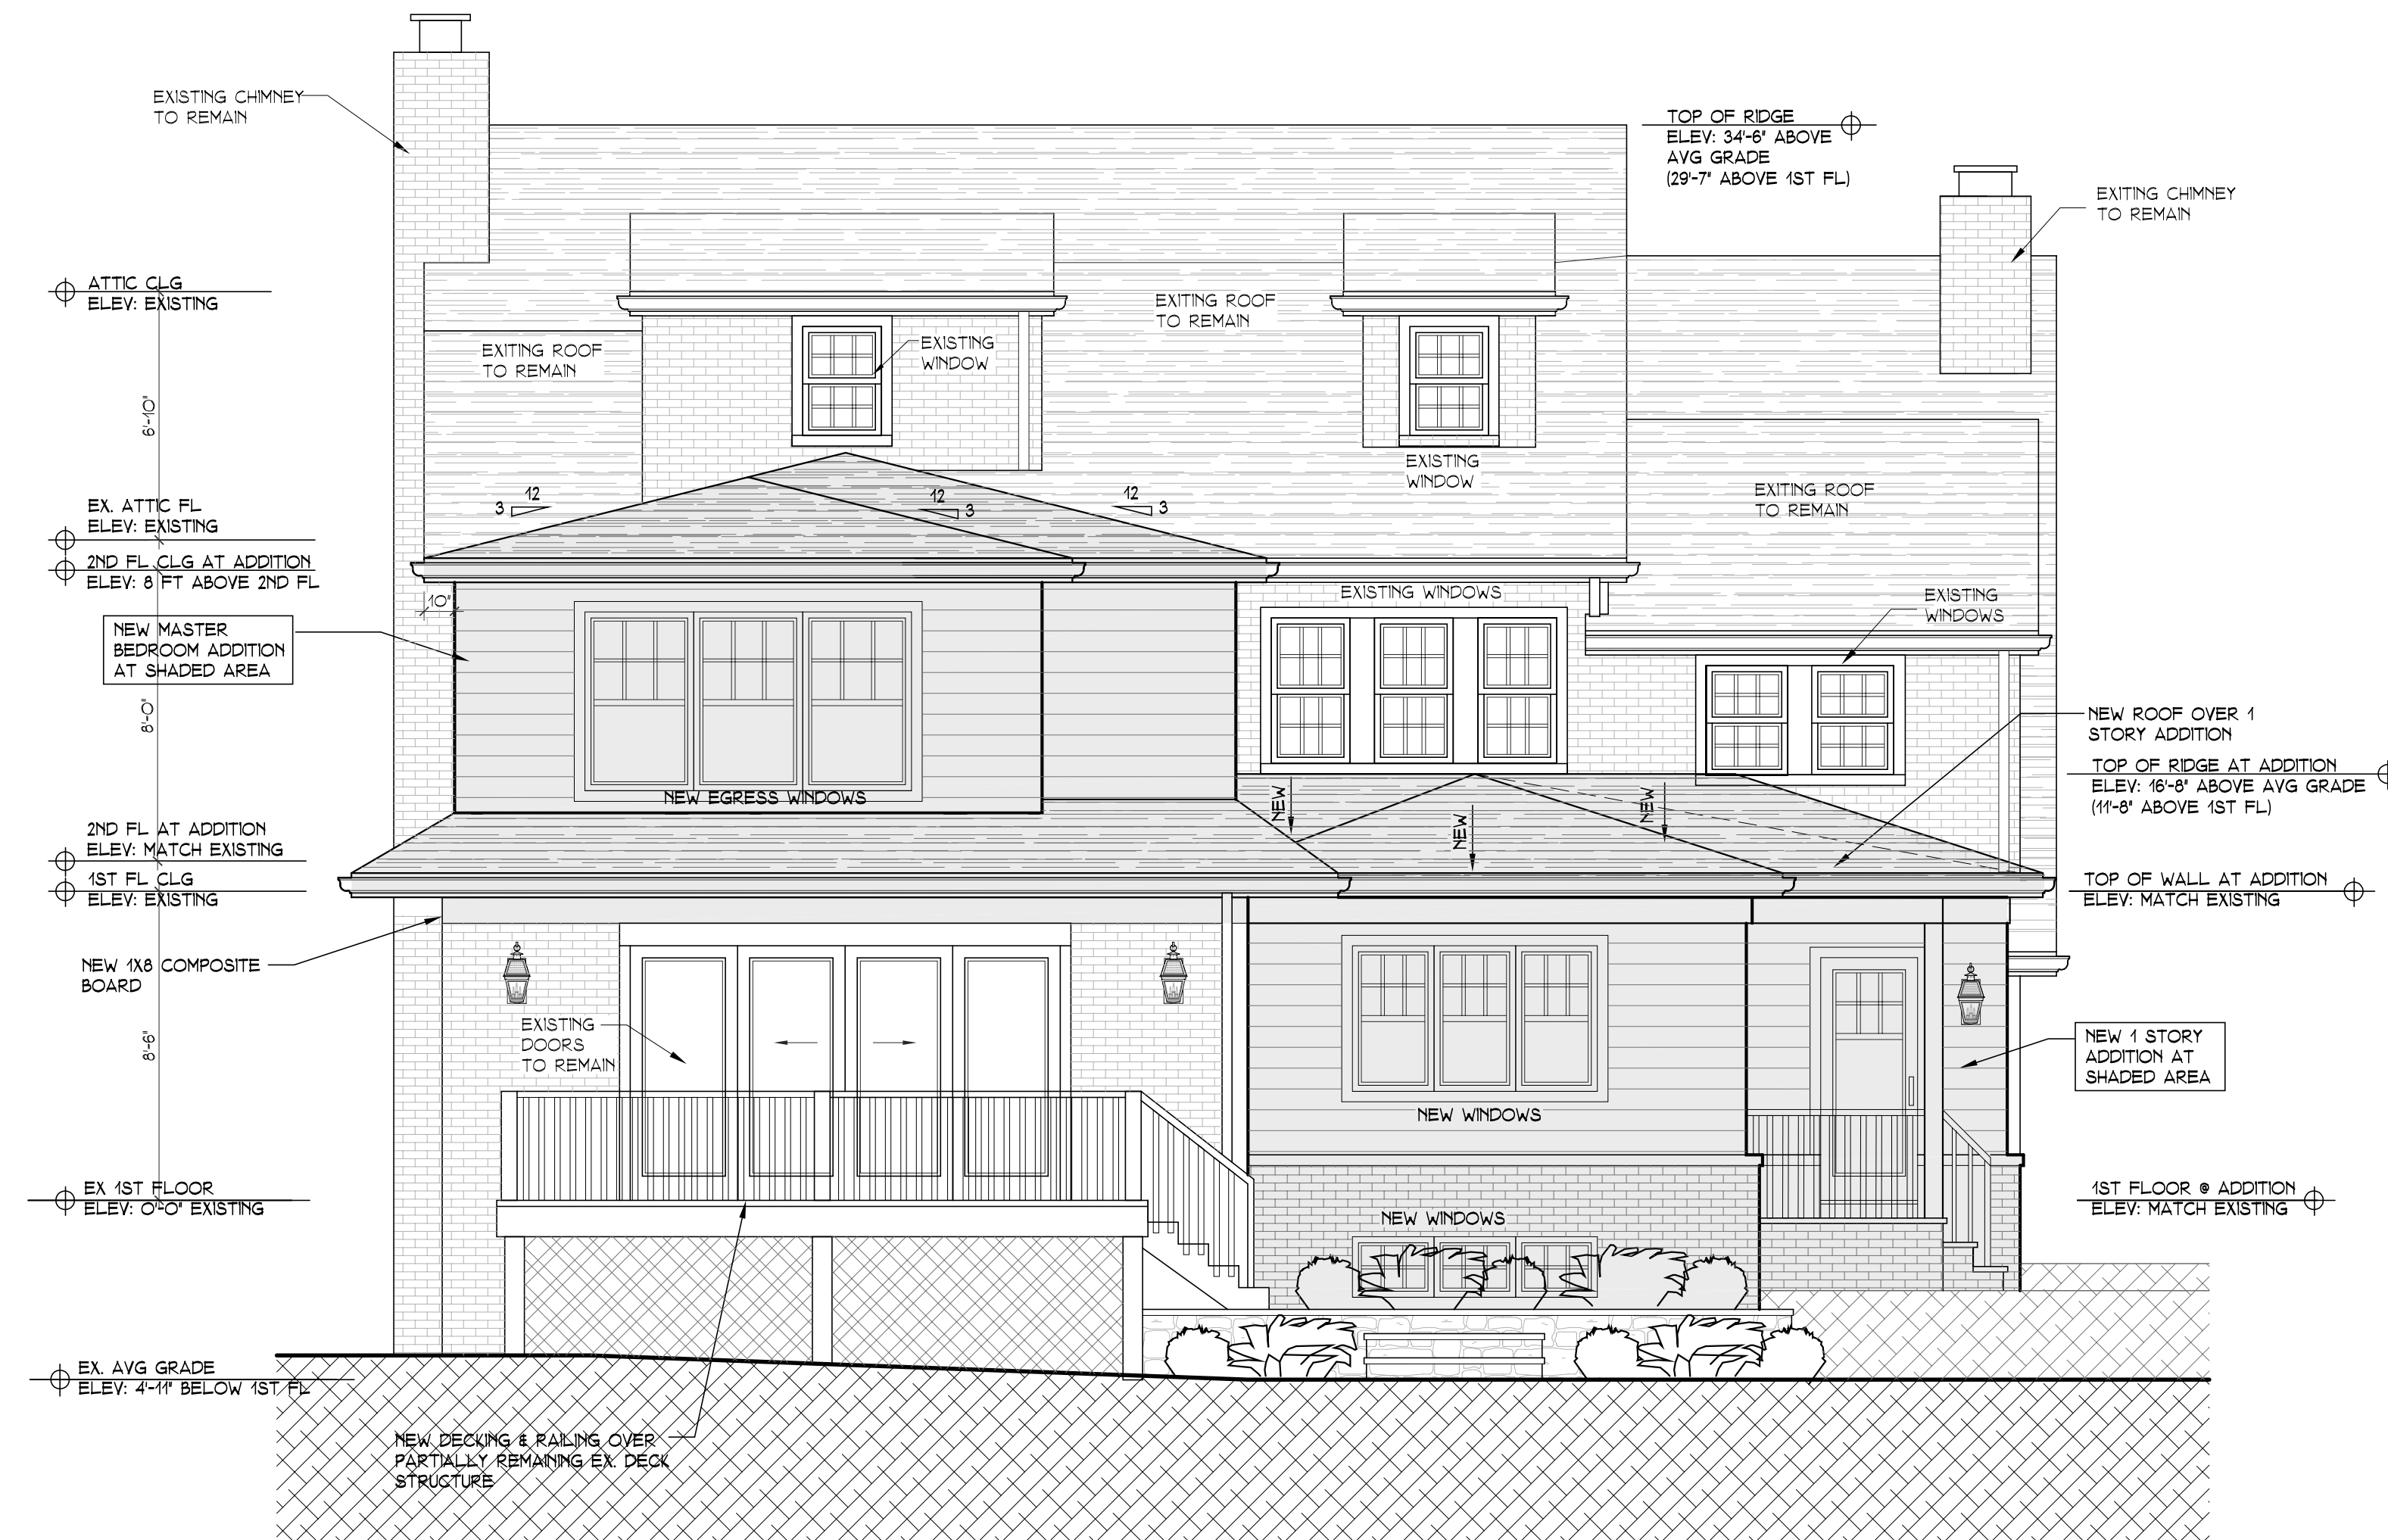 EXISTING CHIMNEY
TO REMAIN
TOP OF RIDGE
ELEV: 34'-6" ABOVE
AVG GRADE
(29'-7" ABOVE 1ST FL)
EXITING CHIMNEY
TO REMAIN
ATTIC CLG
ELEV: EXISTING
EXITING ROOF
TO REMAIN
EXISTING
WINDOW
EXITING ROOF
TO REMAIN
6'-10"
EXISTING
WINDOW
EXITING ROOF
TO REMAIN
12
3
12
3
12
3
EX. ATTIC FL
ELEV: EXISTING
2ND FL CLG AT ADDITION
ELEV: 8 FT ABOVE 2ND FL
10"
EXISTING WINDOWS
EXISTING
WINDOWS
NEW MASTER
BEDROOM ADDITION
AT SHADED AREA
8'-0"
NEW ROOF OVER 1
STORY ADDITION
TOP OF RIDGE AT ADDITION
ELEV: 16'-8" ABOVE AVG GRADE
(11'-8" ABOVE 1ST FL)
NEW EGRESS WINDOWS
NEW
NEW
NEW
2ND FL AT ADDITION
ELEV: MATCH EXISTING
1ST FL CLG
ELEV: EXISTING
TOP OF WALL AT ADDITION
ELEV: MATCH EXISTING
NEW 1X8 COMPOSITE
BOARD
EXISTING
DOORS
TO REMAIN
8'-6"
NEW 1 STORY
ADDITION AT
SHADED AREA
NEW WINDOWS
EX 1ST FLOOR
ELEV: 0'-0" EXISTING
1ST FLOOR @ ADDITION
ELEV: MATCH EXISTING
NEW WINDOWS
EX. AVG GRADE
ELEV: 4'-11" BELOW 1ST FL
NEW DECKING & RAILING OVER
PARTIALLY REMAINING EX. DECK
STRUCTURE